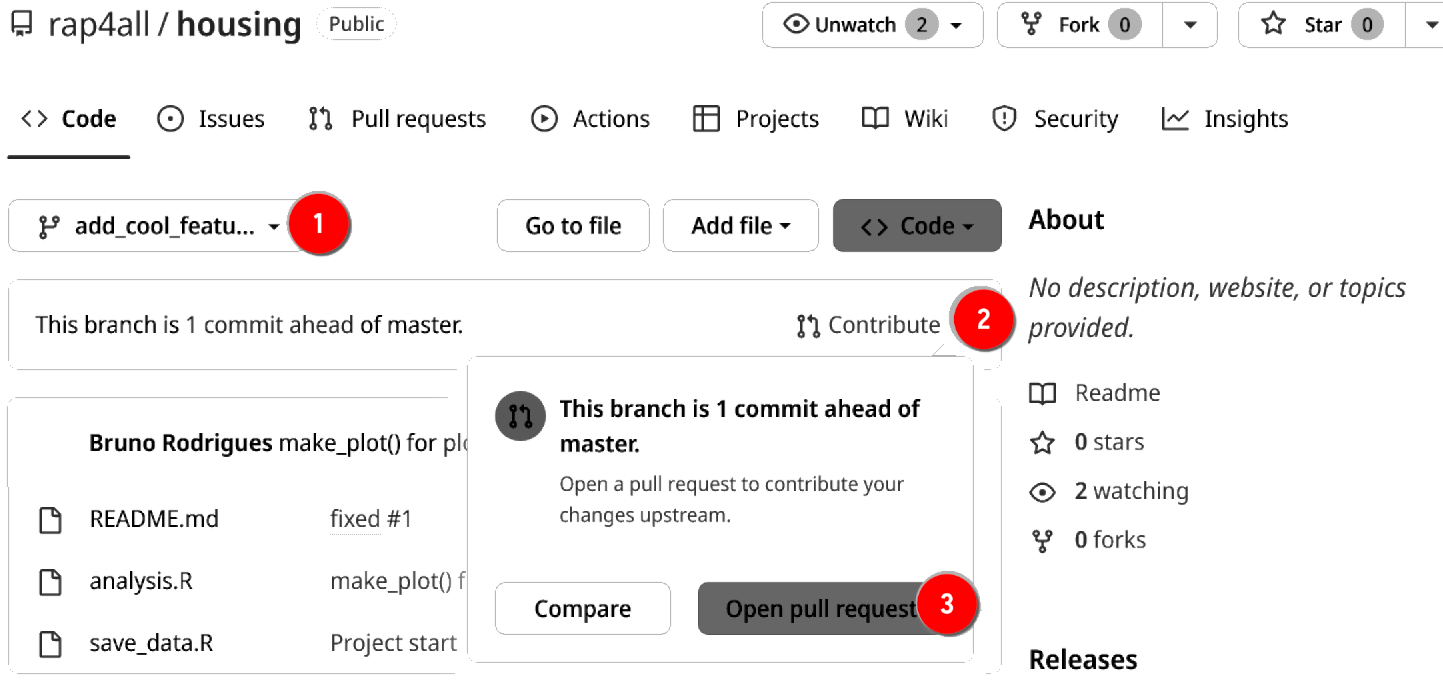 rap4all / housing Public Unwatch 2 Fork 0 Star 0
Code Issues Pull requests Actions Projects Wiki Security Insights
add_cool_featu... 1 Go to file Add file Code About
No description, website, or topics
provided.
This branch is 1 commit ahead of master. Contribute 2
This branch is 1 commit ahead of
master.
Open a pull request to contribute your
changes upstream.
Compare Open pull request 3
Bruno Rodrigues make_plot() for
README.md fixed #1
analysis.R make_plot()
save_data.R Project start
Readme
0 stars
2 watching
0 forks
Releases